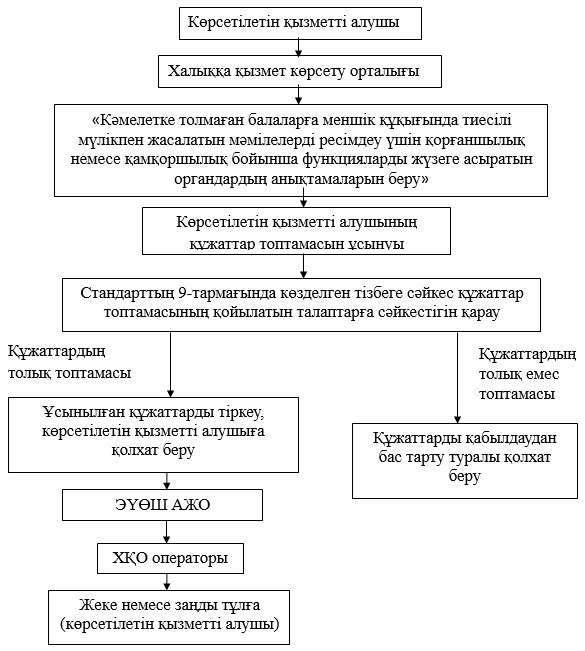 Көрсетілетін қызметті алушы
Халыққа қызмет көрсету орталығы
«Кәмелетке толмаған балаларға меншік құқығында тиесілі
мүлікпен жасалатын мәмілелерді ресімдеу үшін қорғаншылық
немесе қамқоршылық бойынша функцияларды жүзеге асыратын
органдардың анықтамаларын беру»
Көрсетілетін қызметті алушының
құжаттар топтамасын ұсынуы
Стандарттың 9-тармағында көзделген тізбеге сәйкес құжаттар
топтамасының қойылатын талаптарға сәйкестігін қарау
Құжаттардың
толық топтамасы
Құжаттардың
толық емес
топтамасы
Ұсынылған құжаттарды тіркеу,
көрсетілетін қызметті алушыға
қолхат беру
Құжаттарды қабылдаудан
бас тарту туралы қолхат
беру
ЭҮӨШ АЖО
ХҚО операторы
Жеке немесе заңды тұлға
(көрсетілетін қызметті алушы)